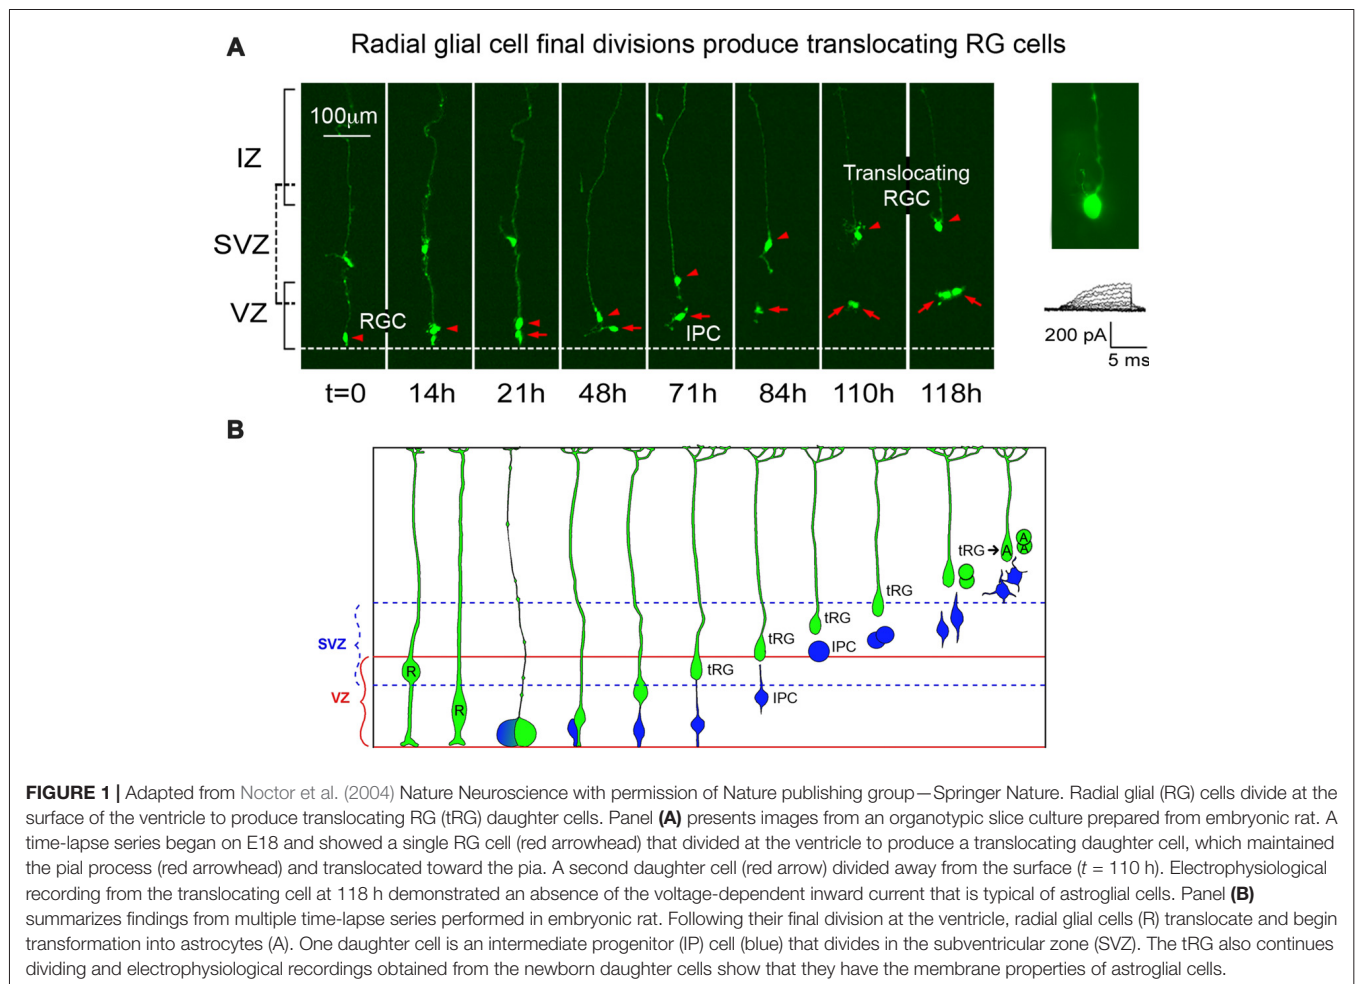 A
Radial glial cell final divisions produce translocating RG cells
100µm
IZ
SVZ
VZ
RGC
IPC
Translocating
RGC
200 pA
5 ms
t=0 14h 21h 48h 71h 84h 110h 118h
B
tRG
A
A
A
tRG
tRG
IPC
tRG
SVZ
R
tRG
VZ
IPC
R
FIGURE 1 | Adapted from Noctor et al. (2004) Nature Neuroscience with permission of Nature publishing group—Springer Nature. Radial glial (RG) cells divide at the
surface of the ventricle to produce translocating RG (tRG) daughter cells. Panel (A) presents images from an organotypic slice culture prepared from embryonic rat. A
time-lapse series began on E18 and showed a single RG cell (red arrowhead) that divided at the ventricle to produce a translocating daughter cell, which maintained
the pial process (red arrowhead) and translocated toward the pia. A second daughter cell (red arrow) divided away from the surface (t = 110 h). Electrophysiological
recording from the translocating cell at 118 h demonstrated an absence of the voltage-dependent inward current that is typical of astroglial cells. Panel (B)
summarizes findings from multiple time-lapse series performed in embryonic rat. Following their final division at the ventricle, radial glial cells (R) translocate and begin
transformation into astrocytes (A). One daughter cell is an intermediate progenitor (IP) cell (blue) that divides in the subventricular zone (SVZ). The tRG also continues
dividing and electrophysiological recordings obtained from the newborn daughter cells show that they have the membrane properties of astroglial cells.